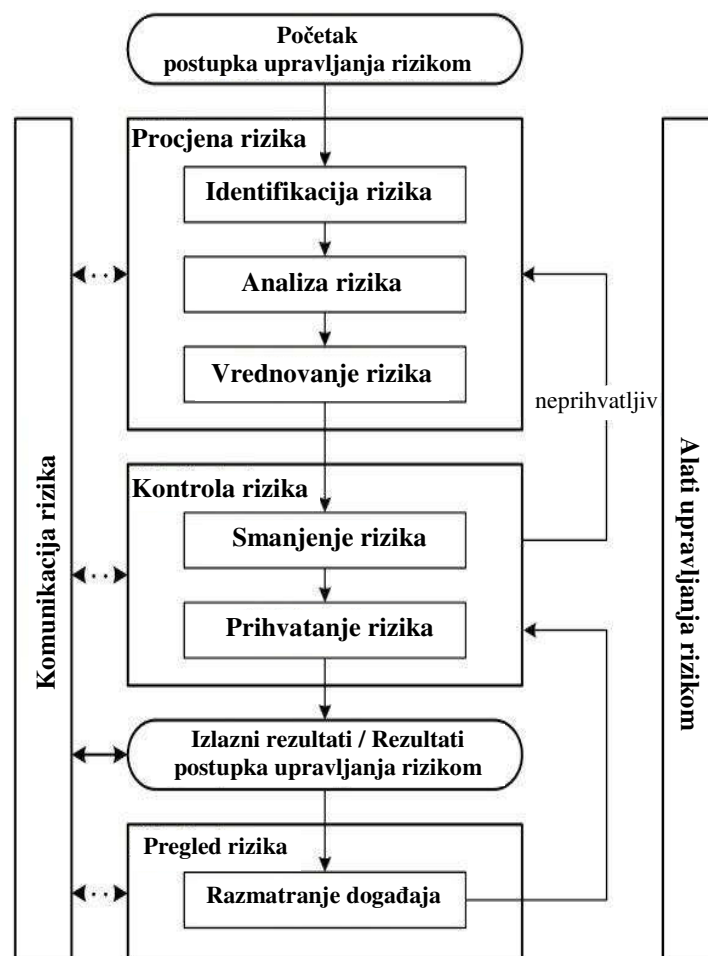 Početak
postupka upravljanja rizikom
Procjena rizika
Identifikacija rizika
Analiza rizika
Vrednovanje rizika
neprihvatljiv
Kontrola rizika
Smanjenje rizika
Prihvatanje rizika
Izlazni rezultati / Rezultati
postupka upravljanja rizikom
Pregled rizika
Razmatranje događaja
Komunikacija rizika
Alati upravljanja rizikom